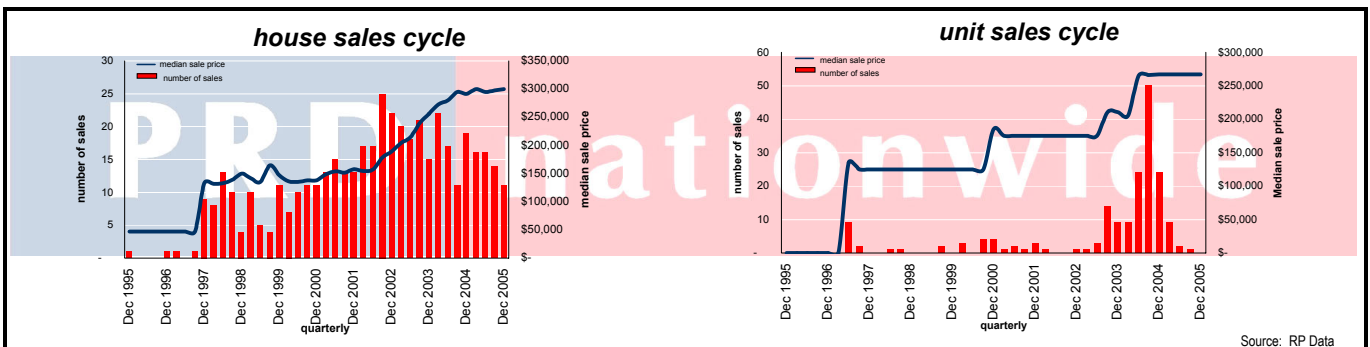 house sales cycle
median sale price
number of sales
number of sales
30
25
20
15
10
5
-
$350,000
$300,000
$250,000
$200,000
$150,000
$100,000
$50,000
$-
median sale price
Dec 1995
Dec 1996
Dec 1997
Dec 1998
Dec 1999
Dec 2000
Dec 2001
Dec 2002
Dec 2003
Dec 2004
Dec 2005
quarterly
unit sales cycle
median sale price
number of sales
number of sales
60
50
40
30
20
10
-
$300,000
$250,000
$200,000
$150,000
$100,000
$50,000
$-
Median sale price
Dec 1995
Dec 1996
Dec 1997
Dec 1998
Dec 1999
Dec 2000
Dec 2001
Dec 2002
Dec 2003
Dec 2004
Dec 2005
quarterly
PRD nationwide
Source: RP Data